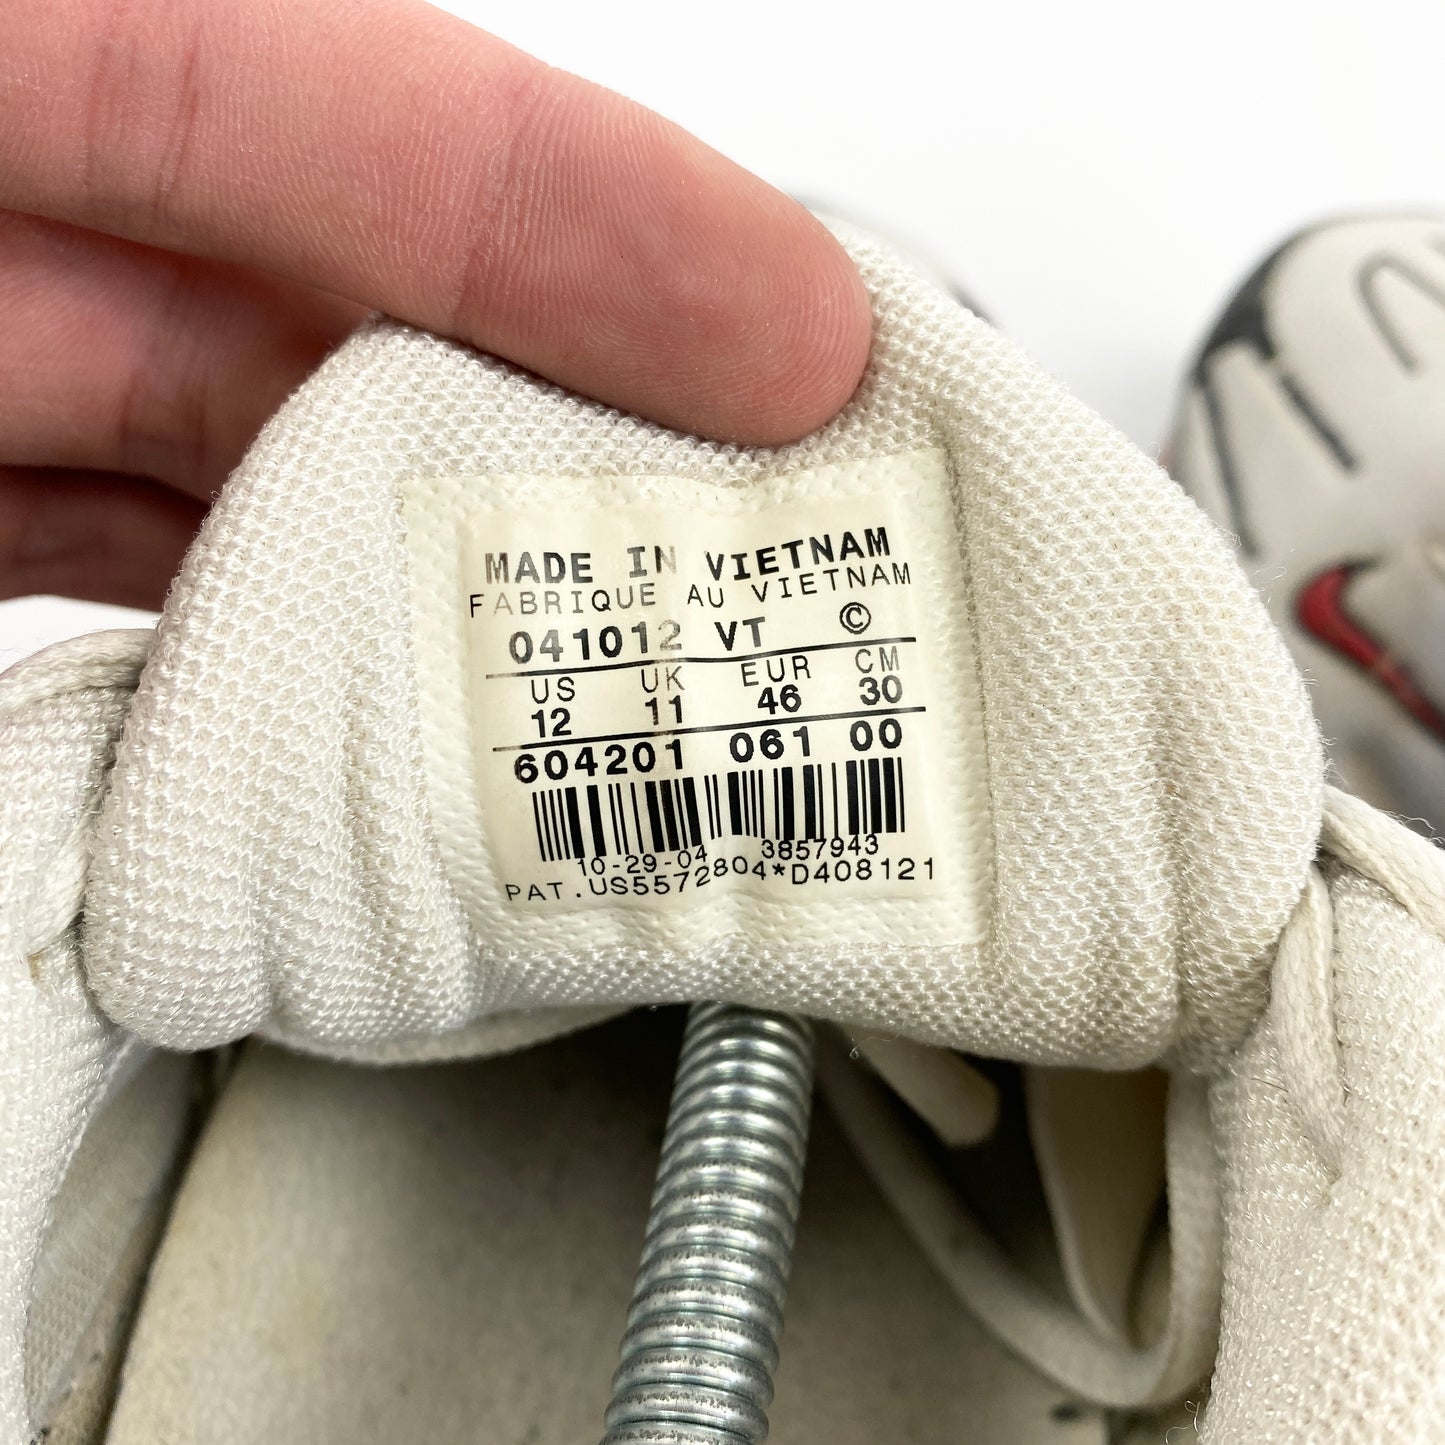 MADE IN VIETNAM
FABRIQUE AU VIETNAM
041012 VT ©
US UK EUR CM
12 11 46 30
604201 061 00
10-29-04 3857943
PAT.US5572804*D408121